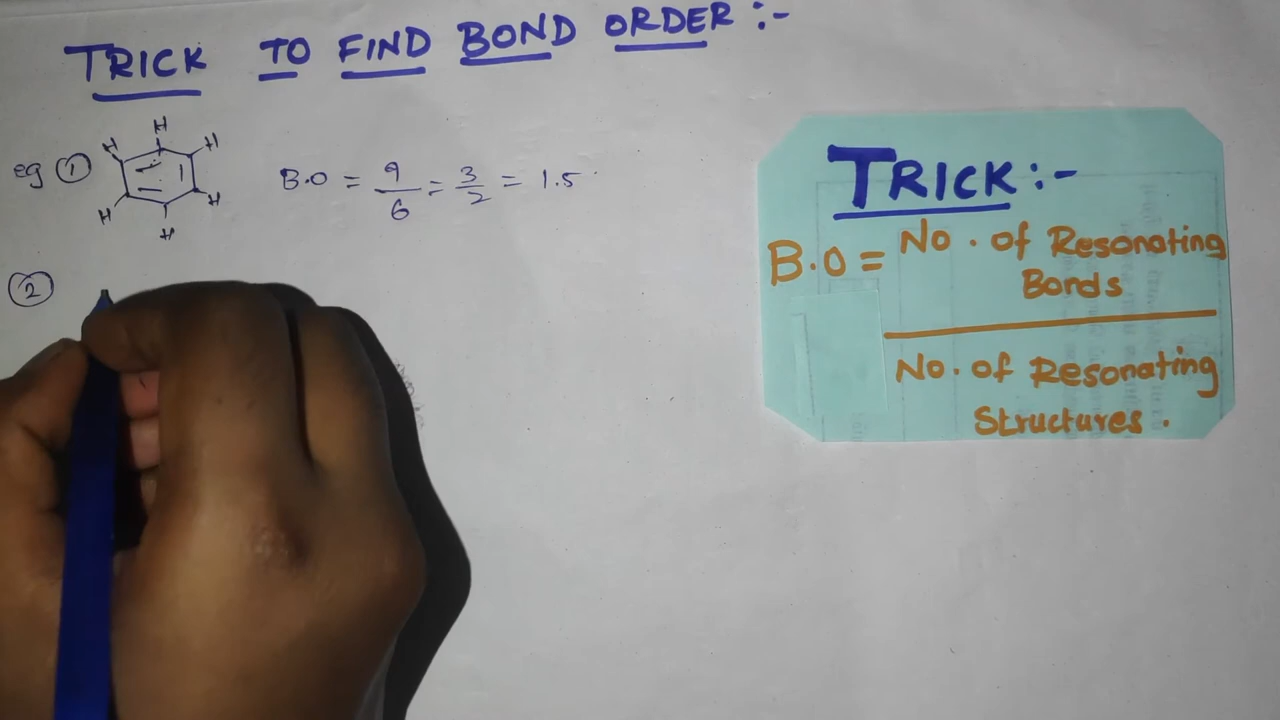 TRICK TO FIND BOND ORDER :-
eg ①
H
H
H
H
H
H
B.O = 9/6 = 3/2 = 1.5
②
TRICK :-
B.O = No. of Resonating
Bonds
No. of Resonating
Structures.